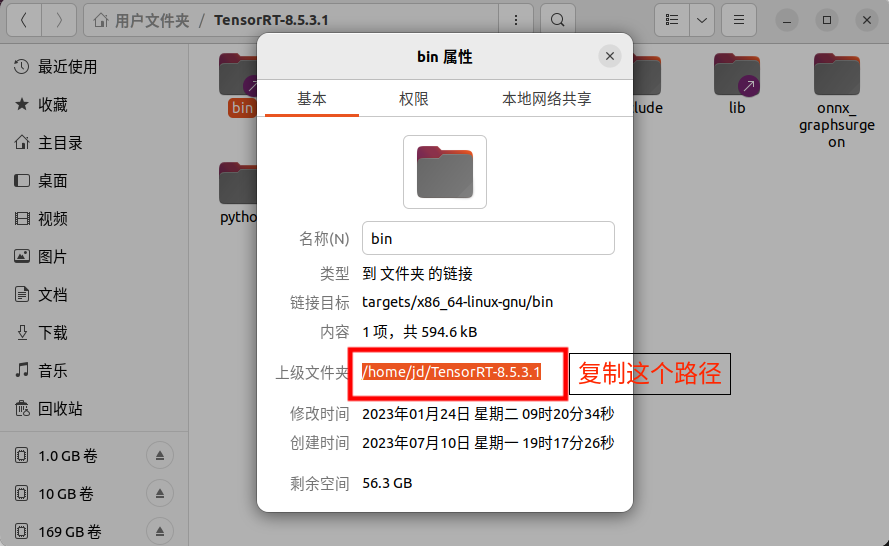 用户文件夹 / TensorRT-8.5.3.1
最近使用
收藏
主目录
桌面
视频
图片
文档
下载
音乐
回收站
1.0 GB 卷
10 GB 卷
169 GB 卷
bin
lude
lib
onnx_
graphsurge
on
pytho
bin 属性
基本
权限
本地网络共享
名称(N) bin
类型 到 文件夹 的链接
链接目标 targets/x86_64-linux-gnu/bin
内容 1 项，共 594.6 kB
上级文件夹 /home/jd/TensorRT-8.5.3.1
复制这个路径
修改时间 2023年01月24日 星期二 09时20分34秒
创建时间 2023年07月10日 星期一 19时17分26秒
剩余空间 56.3 GB